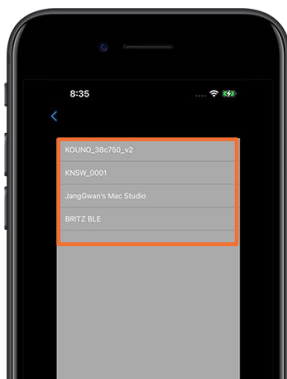 8:35
KOUNO_38c750_v2
KNSW_0001
JangGwan's Mac Studio
BRITZ BLE